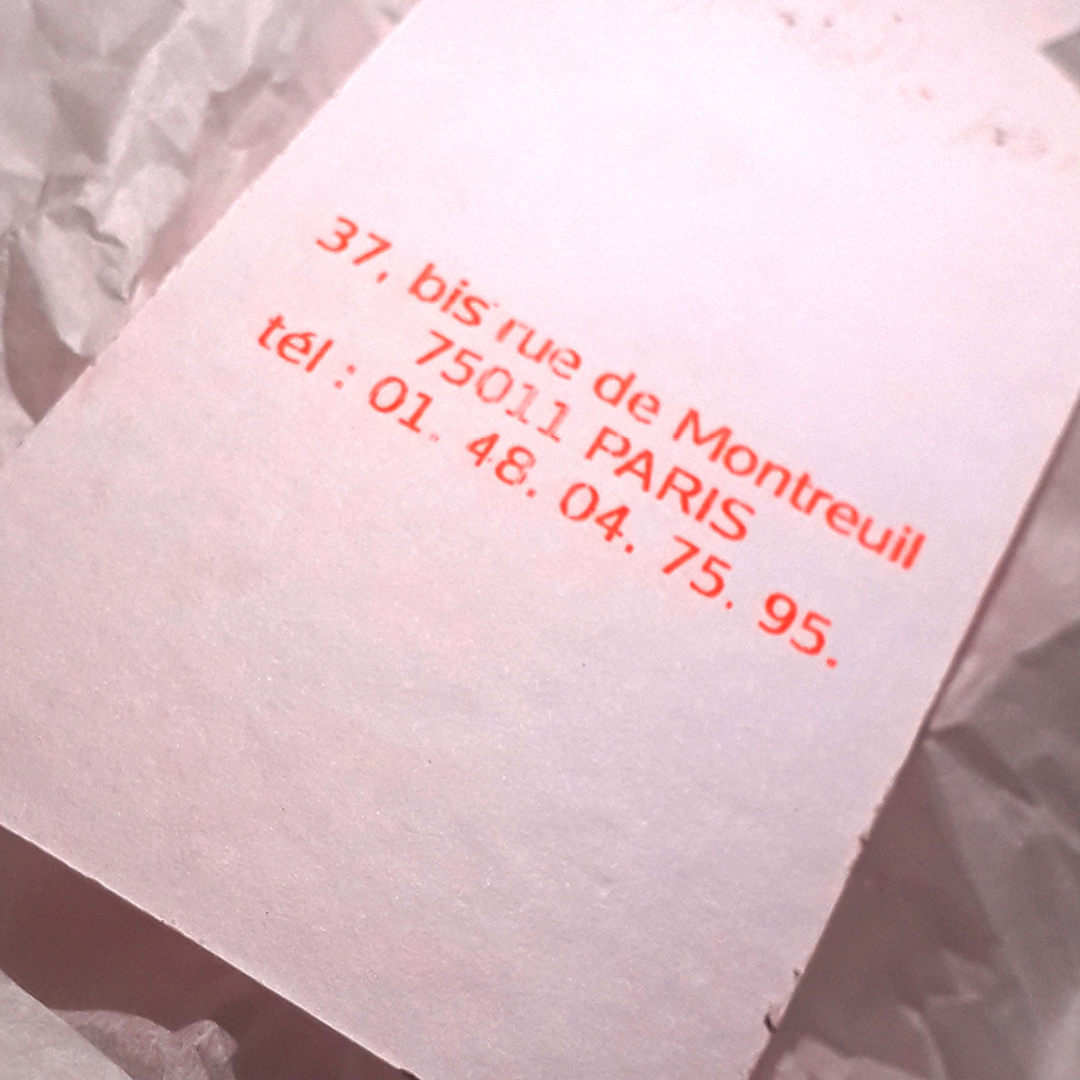 37, bis rue de Montreuil
75011 PARIS
tél : 01. 48. 04. 75. 95.